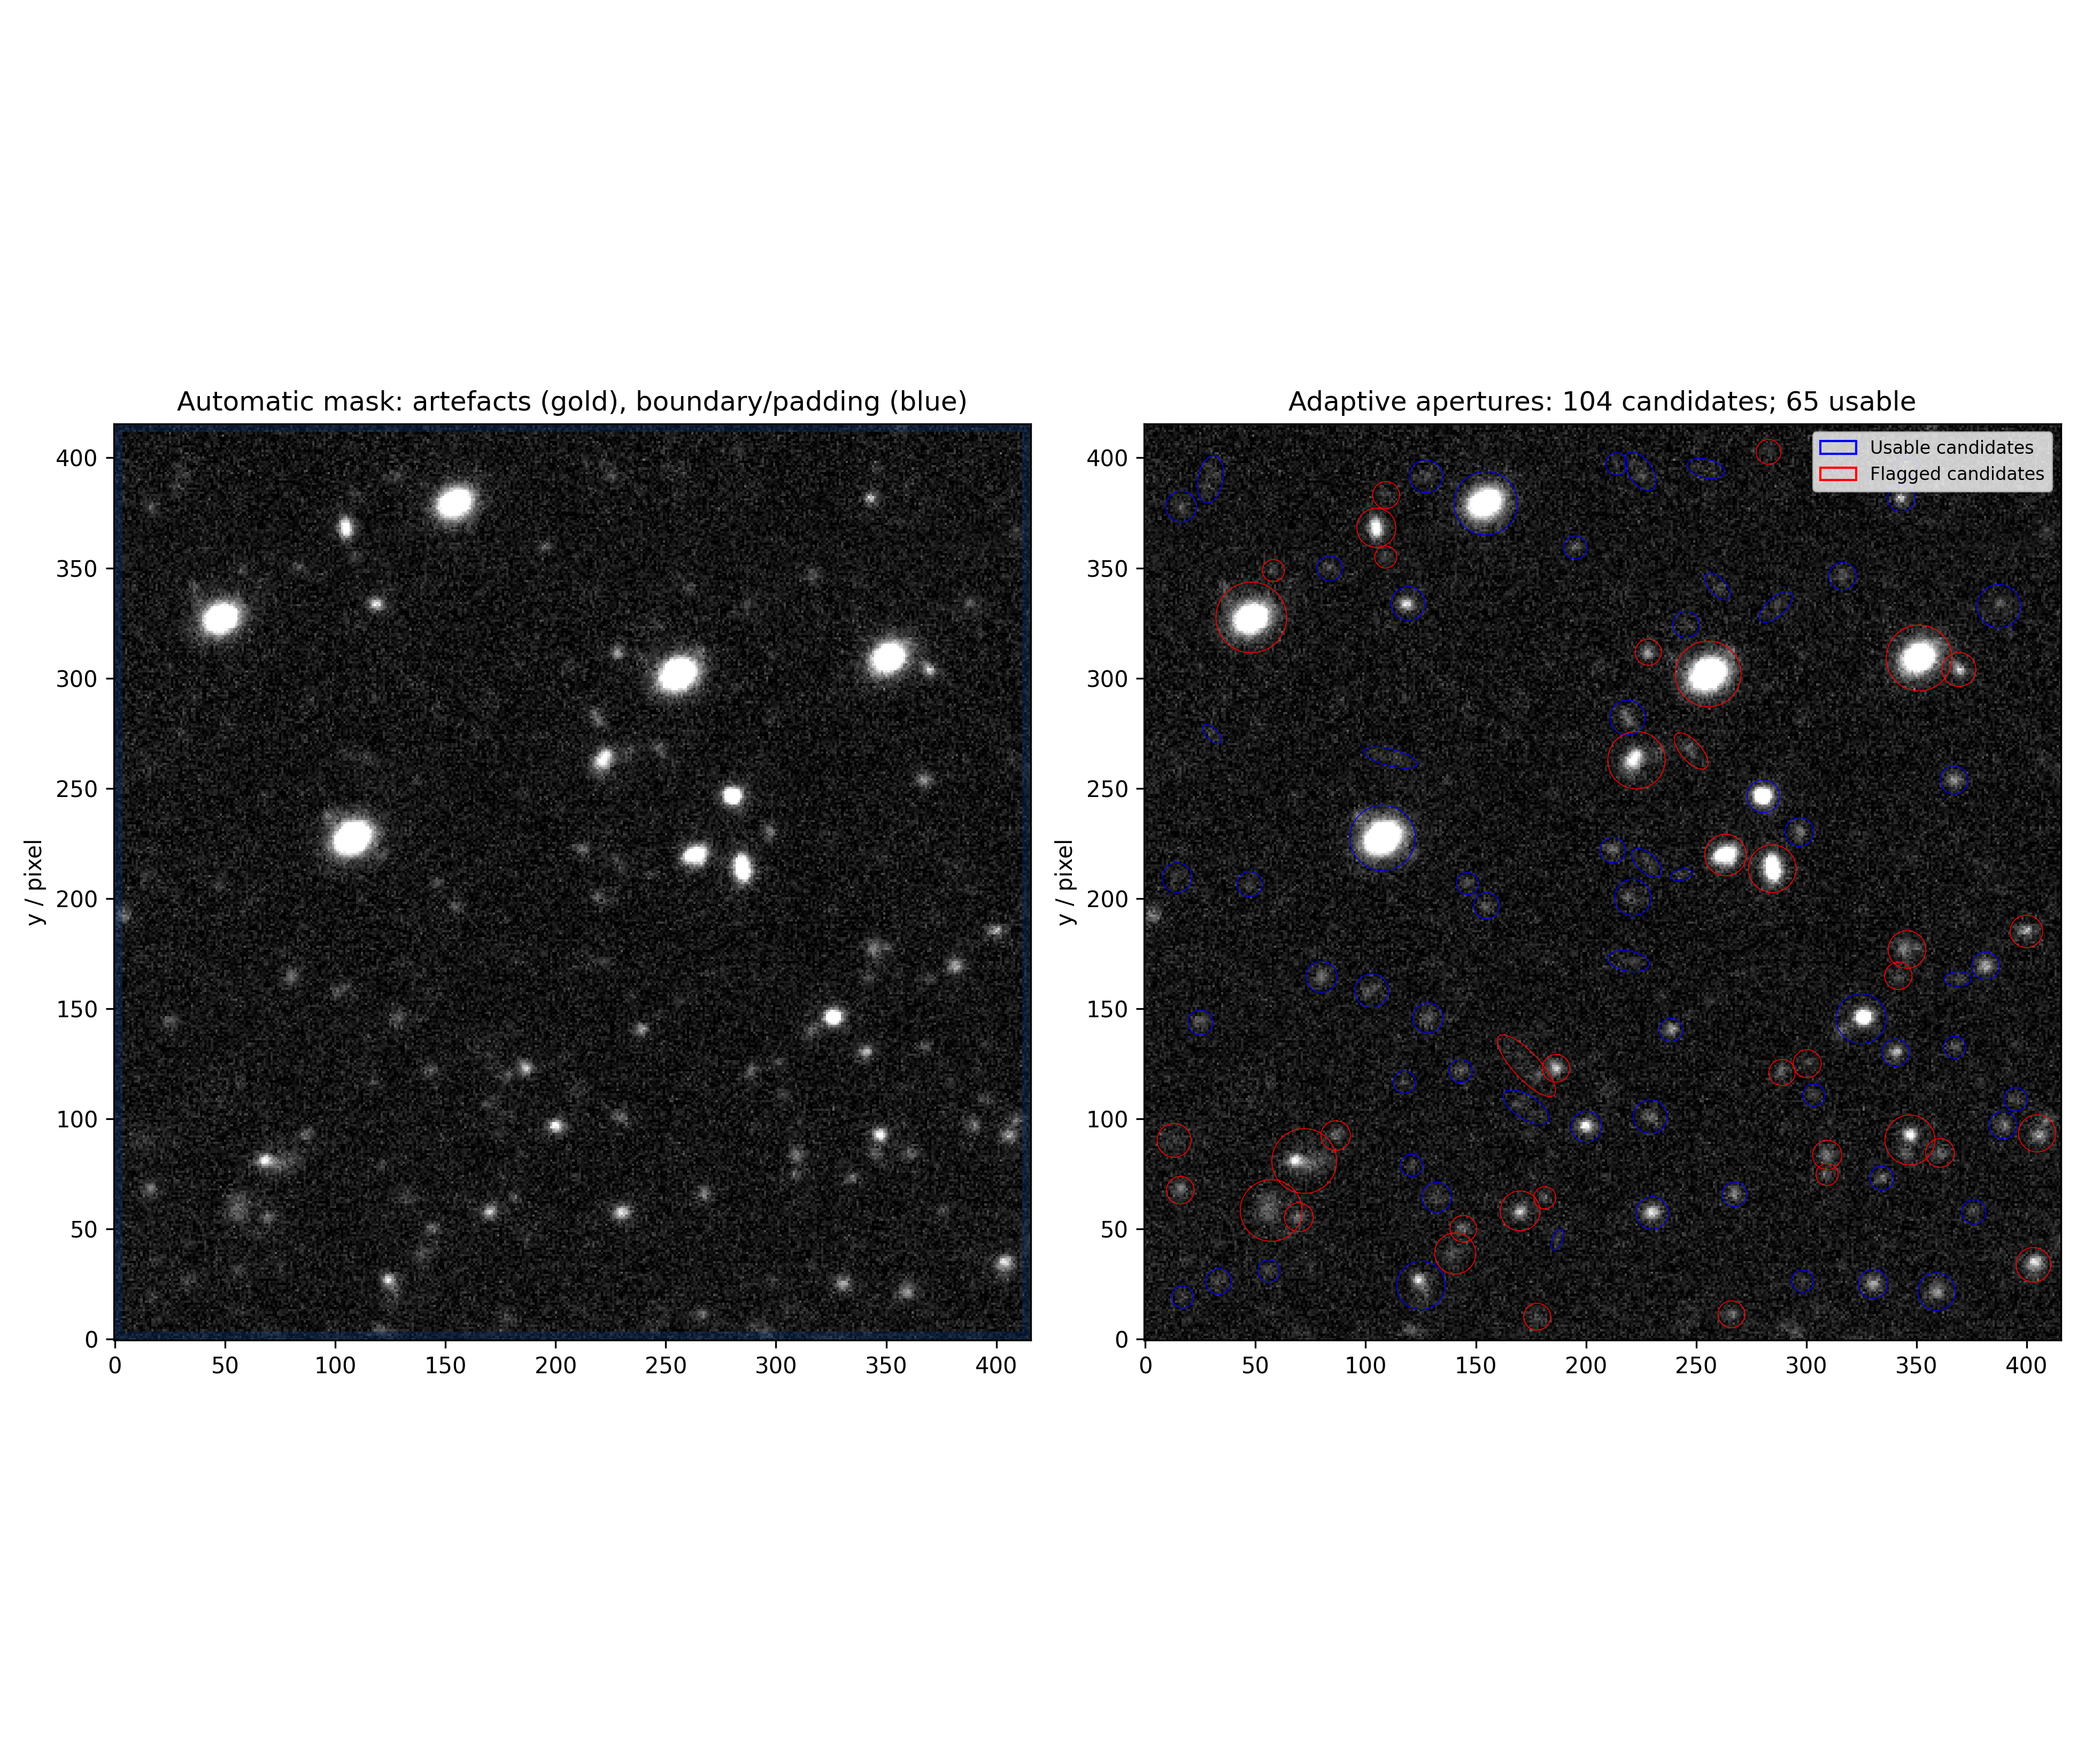 Automatic mask: artefacts (gold), boundary/padding (blue)
400
350
300
250
200
150
100
50
0
y / pixel
0 50 100 150 200 250 300 350 400
Adaptive apertures: 104 candidates; 65 usable
Usable candidates
Flagged candidates
400
350
300
250
200
150
100
50
0
y / pixel
0 50 100 150 200 250 300 350 400